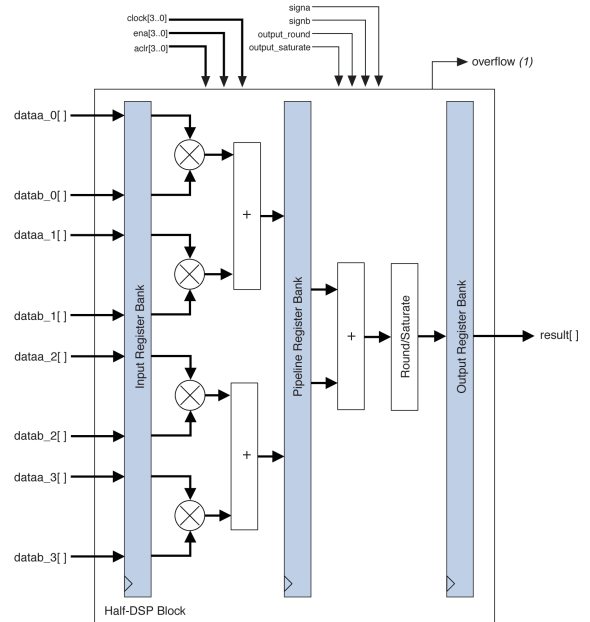 clock[3..0]
ena[3..0]
aclr[3..0]
signa
signb
output_round
output_saturate
overflow (1)
dataa_0[ ]
datab_0[ ]
dataa_1[ ]
datab_1[ ]
dataa_2[ ]
datab_2[ ]
dataa_3[ ]
datab_3[ ]
Input Register Bank
+
+
Pipeline Register Bank
+
Round/Saturate
Output Register Bank
result[ ]
Half-DSP Block